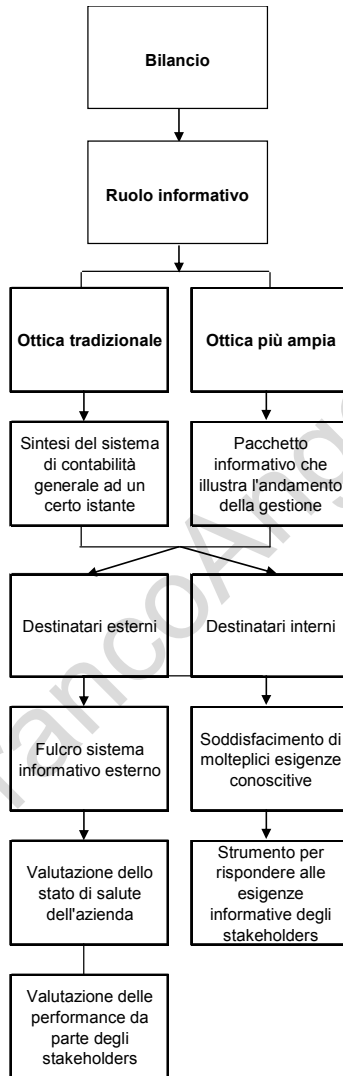 Bilancio
Ruolo informativo
Ottica tradizionale
Ottica più ampia
Sintesi del sistema
di contabilità
generale ad un
certo istante
Pacchetto
informativo che
illustra l'andamento
della gestione
Destinatari esterni
Destinatari interni
Fulcro sistema
informativo esterno
Soddisfacimento di
molteplici esigenze
conoscitive
Valutazione dello
stato di salute
dell'azienda
Strumento per
rispondere alle
esigenze
informative degli
stakeholders
Valutazione delle
performance da
parte degli
stakeholders